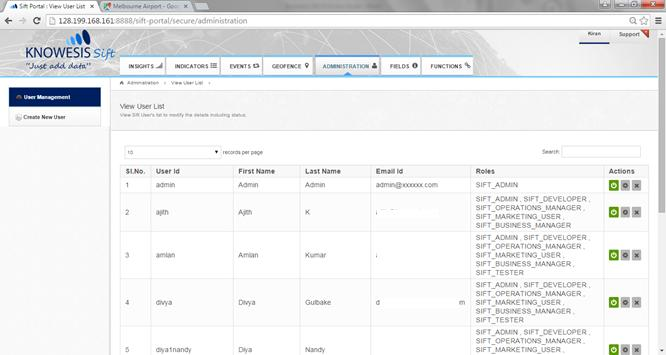 Sift Portal : View User List
Melbourne Airport - Goo
128.199.168.161:8888/sift-portal/secure/administration
Kiran
Support
KNOWESIS Sift
"Just add data"
INSIGHTS
INDICATORS
EVENTS
GEOFENCE
ADMINISTRATION
FIELDS
FUNCTIONS
Administration › View User List ›
User Management
Create New User
View User List
View Sift User's list to modify the details including status.
10 records per page
Search:
Sl.No. User Id First Name Last Name Email Id Roles Actions
1 admin Admin Admin admin@xxxxxx.com SIFT_ADMIN
2 ajith Ajith K
SIFT_ADMIN , SIFT_DEVELOPER ,
SIFT_OPERATIONS_MANAGER ,
SIFT_MARKETING_USER ,
SIFT_BUSINESS_MANAGER
3 amlan Amlan Kumar
SIFT_ADMIN , SIFT_DEVELOPER ,
SIFT_OPERATIONS_MANAGER ,
SIFT_MARKETING_USER ,
SIFT_BUSINESS_MANAGER ,
SIFT_TESTER
4 divya Divya Gulbake d m
SIFT_ADMIN , SIFT_DEVELOPER ,
SIFT_OPERATIONS_MANAGER ,
SIFT_MARKETING_USER ,
SIFT_BUSINESS_MANAGER ,
SIFT_TESTER
5 diya1nandy Diya Nandy
SIFT_ADMIN , SIFT_DEVELOPER ,
SIFT_OPERATIONS_MANAGER ,
SIFT_MARKETING_USER ,